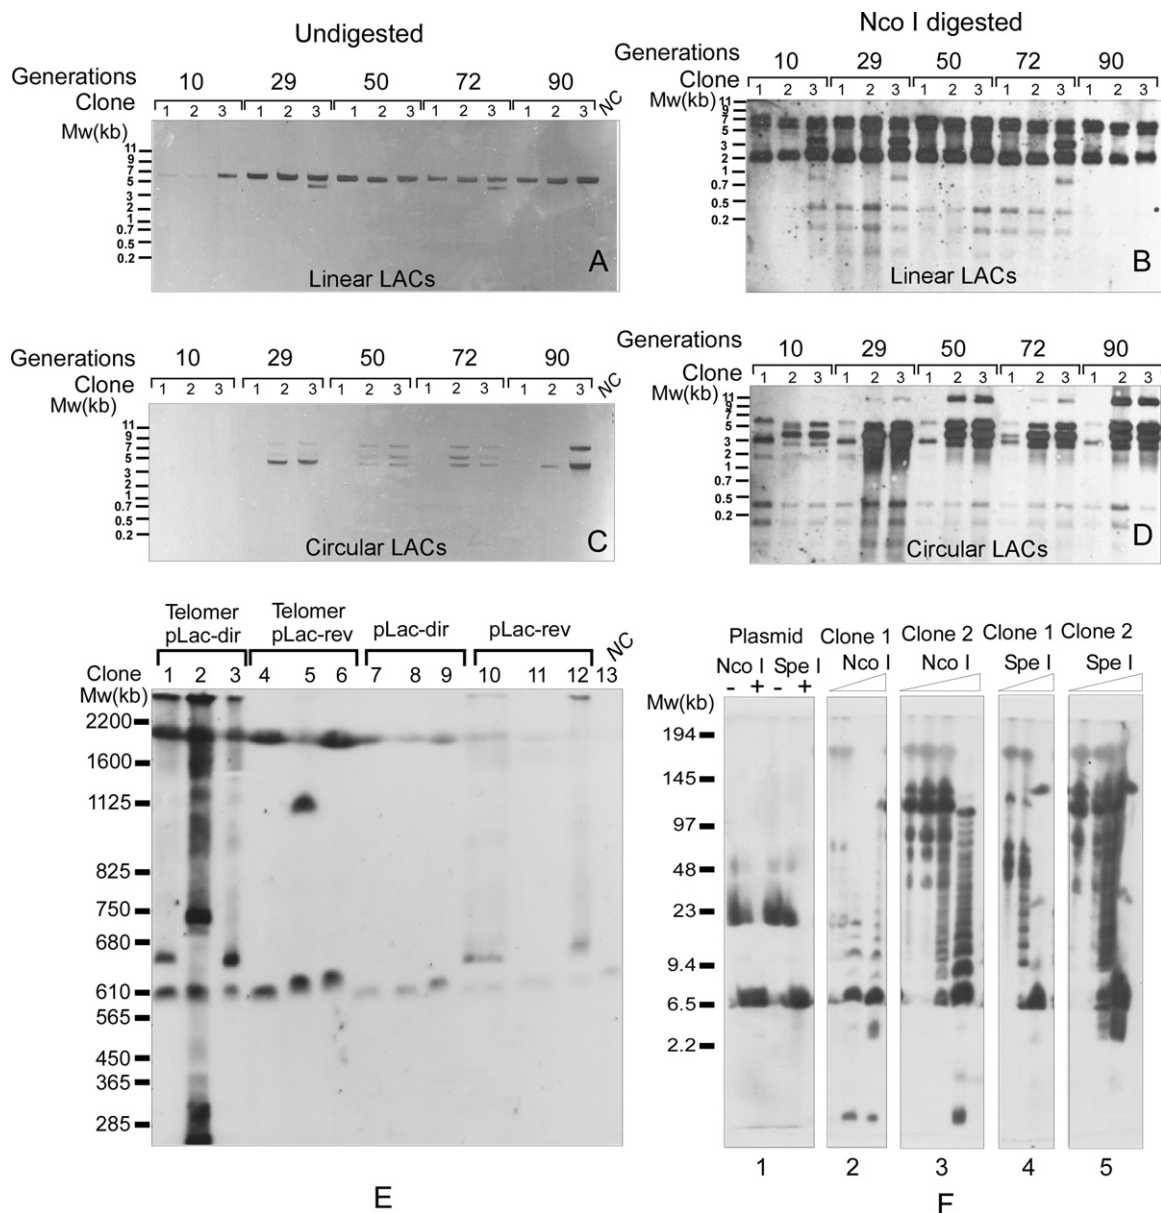 Undigested
Generations 10 29 50 72 90
Clone 1 2 3 1 2 3 1 2 3 1 2 3 1 2 3 NC
Mw(kb)
11
9
7
5
3
2
1
0.7
0.5
0.2
Linear LACs
A
Nco I digested
Generations 10 29 50 72 90
Clone
Mw(kb) 1 2 3 1 2 3 1 2 3 1 2 3 1 2 3
11
9
7
5
3
2
1
0.7
0.5
0.2
Linear LACs
B
Generations 10 29 50 72 90
Clone
Mw(kb) 1 2 3 1 2 3 1 2 3 1 2 3 1 2 3 NC
11
9
7
5
3
2
1
0.7
0.5
0.2
Circular LACs
C
Generations 10 29 50 72 90
Clone 1 2 3 1 2 3 1 2 3 1 2 3 1 2 3
Mw(kb)
11
9
7
5
3
2
1
0.7
0.5
0.2
Circular LACs
D
Telomer
pLac-dir
Telomer
pLac-rev
pLac-dir
pLac-rev
NC
Clone 1 2 3 4 5 6 7 8 9 10 11 12 13
Mw(kb)
2200
1600
1125
825
750
680
610
565
450
365
285
E
Plasmid Clone 1 Clone 2 Clone 1 Clone 2
Nco I Spe I Nco I Nco I Spe I Spe I
- + - +
Mw(kb)
194
145
97
48
23
9.4
6.5
2.2
1 2 3 4 5
F